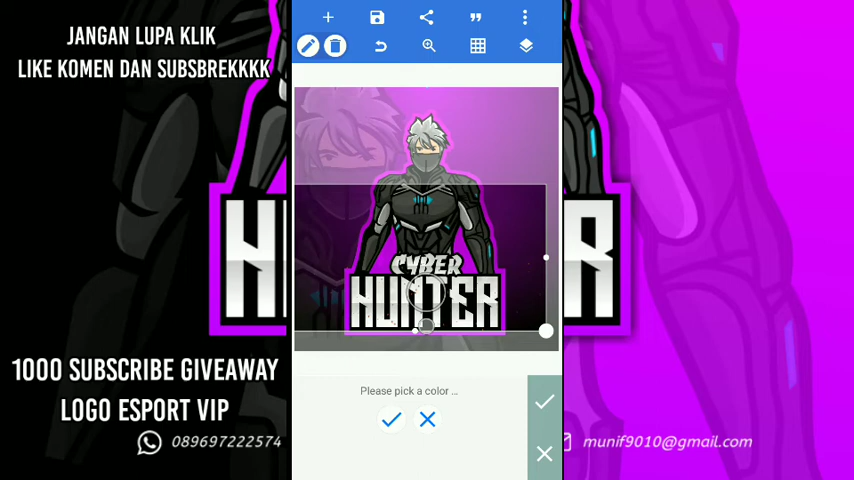 JANGAN LUPA KLIK
LIKE KOMEN DAN SUBSBREKKKK
CYBER
HUNTER
H
R
Please pick a color ...
1000 SUBSCRIBE GIVEAWAY
LOGO ESPORT VIP
089697222574
munif9010@gmail.com